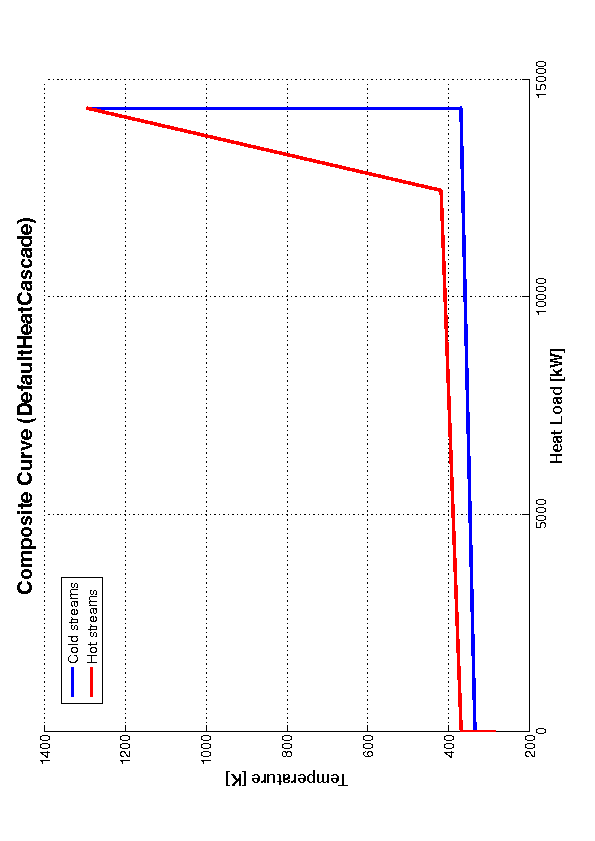 Composite Curve (DefaultHeatCascade)
Cold streams
Hot streams
1400
1200
1000
800
600
400
200
Temperature [K]
0
5000
10000
15000
Heat Load [kW]